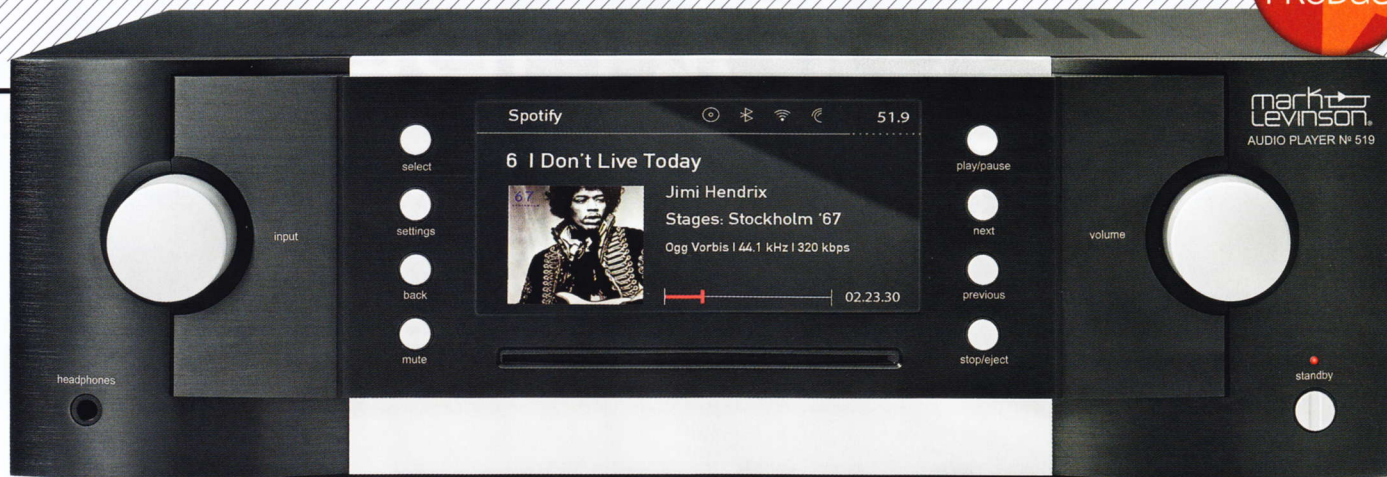 Spotify 51.9
6 I Don't Live Today
67
Jimi Hendrix
Stages: Stockholm '67
Ogg Vorbis I 44.1 kHz I 320 kbps
02.23.30
select
settings
back
mute
input
headphones
play/pause
next
previous
stop/eject
volume
mark
Levinson®
AUDIO PLAYER Nº 519
standby